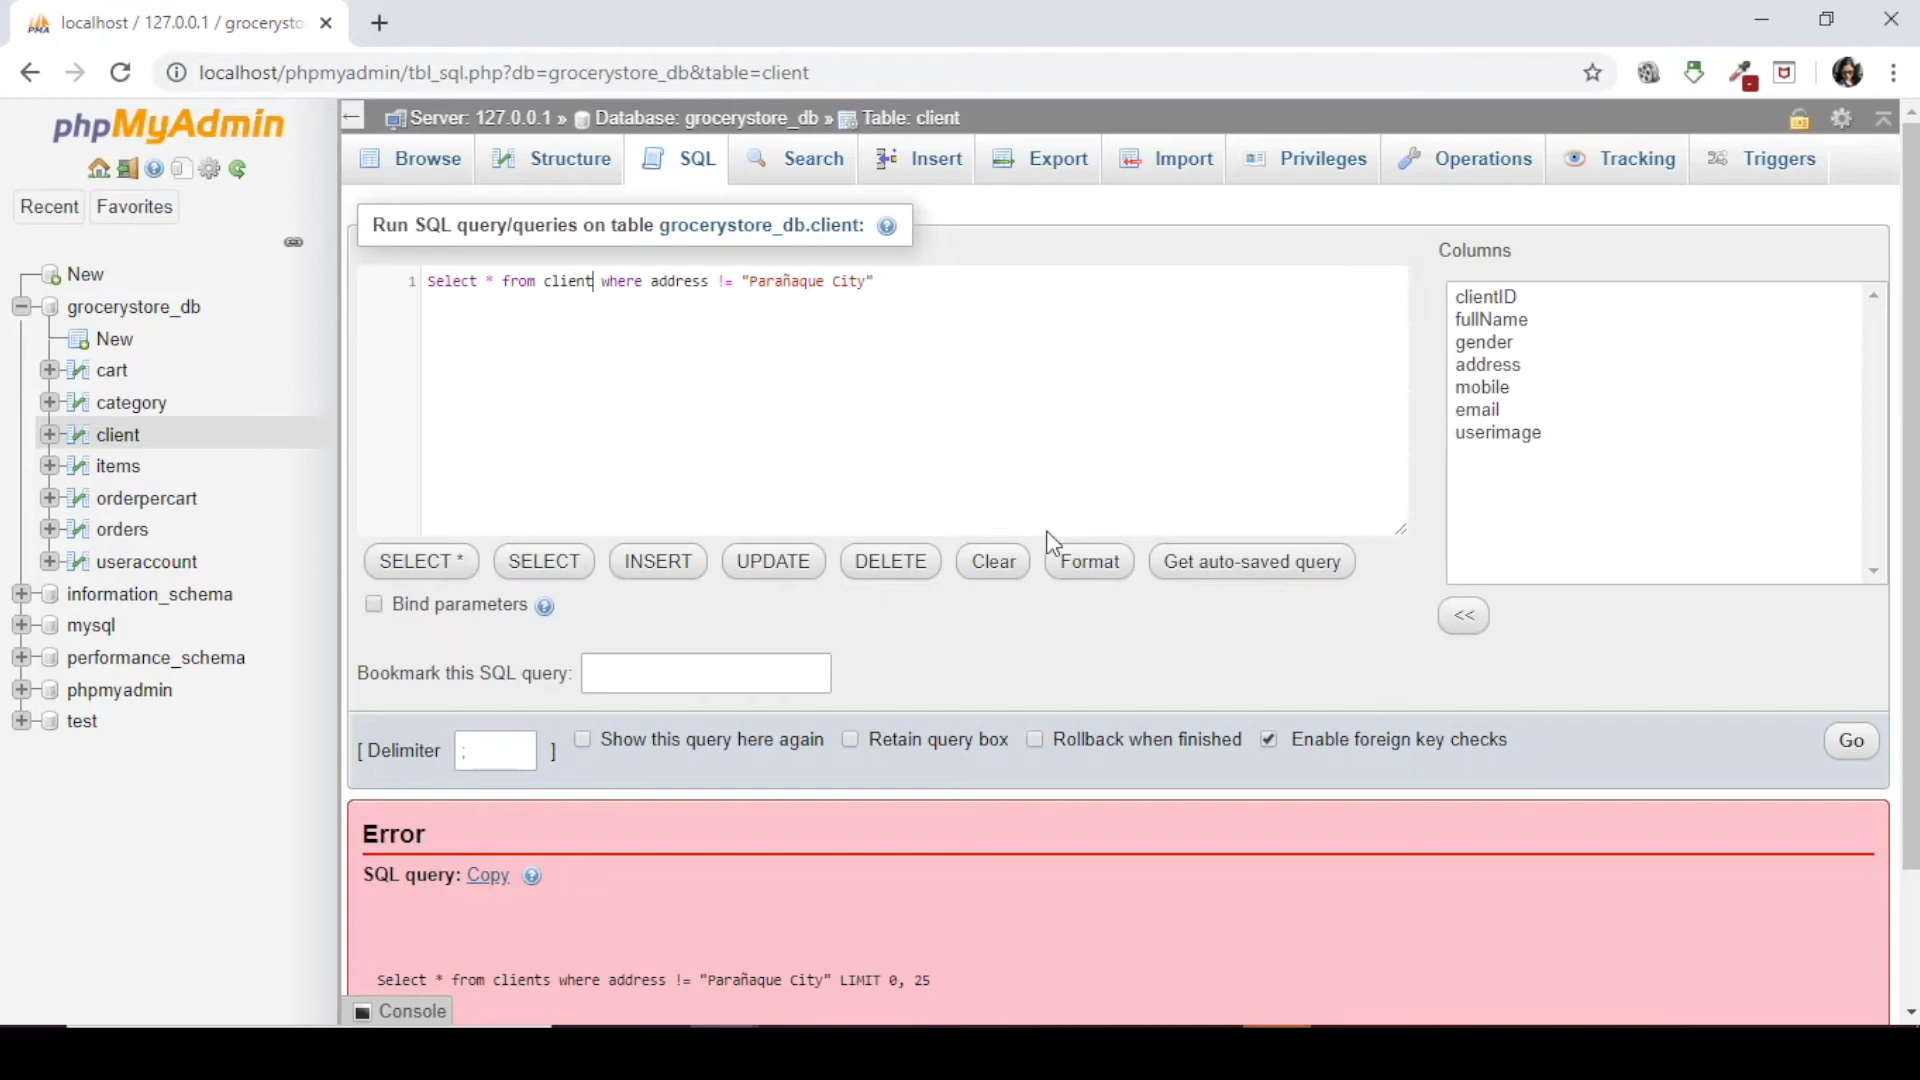 localhost / 127.0.0.1 / grocerysto
localhost/phpmyadmin/tbl_sql.php?db=grocerystore_db&table=client
phpMyAdmin
Recent
Favorites
New
grocerystore_db
New
cart
category
client
items
orderpercart
orders
useraccount
information_schema
mysql
performance_schema
phpmyadmin
test
Server: 127.0.0.1 » Database: grocerystore_db » Table: client
Browse Structure SQL Search Insert Export Import Privileges Operations Tracking Triggers
Run SQL query/queries on table grocerystore_db.client:
1 Select * from client where address != "Parañaque City"
Columns
clientID
fullName
gender
address
mobile
email
userimage
<<
SELECT * SELECT INSERT UPDATE DELETE Clear Format Get auto-saved query
Bind parameters
Bookmark this SQL query:
[ Delimiter ; ] Show this query here again Retain query box Rollback when finished Enable foreign key checks Go
Error
SQL query: Copy
Select * from clients where address != "Parañaque City" LIMIT 0, 25
Console